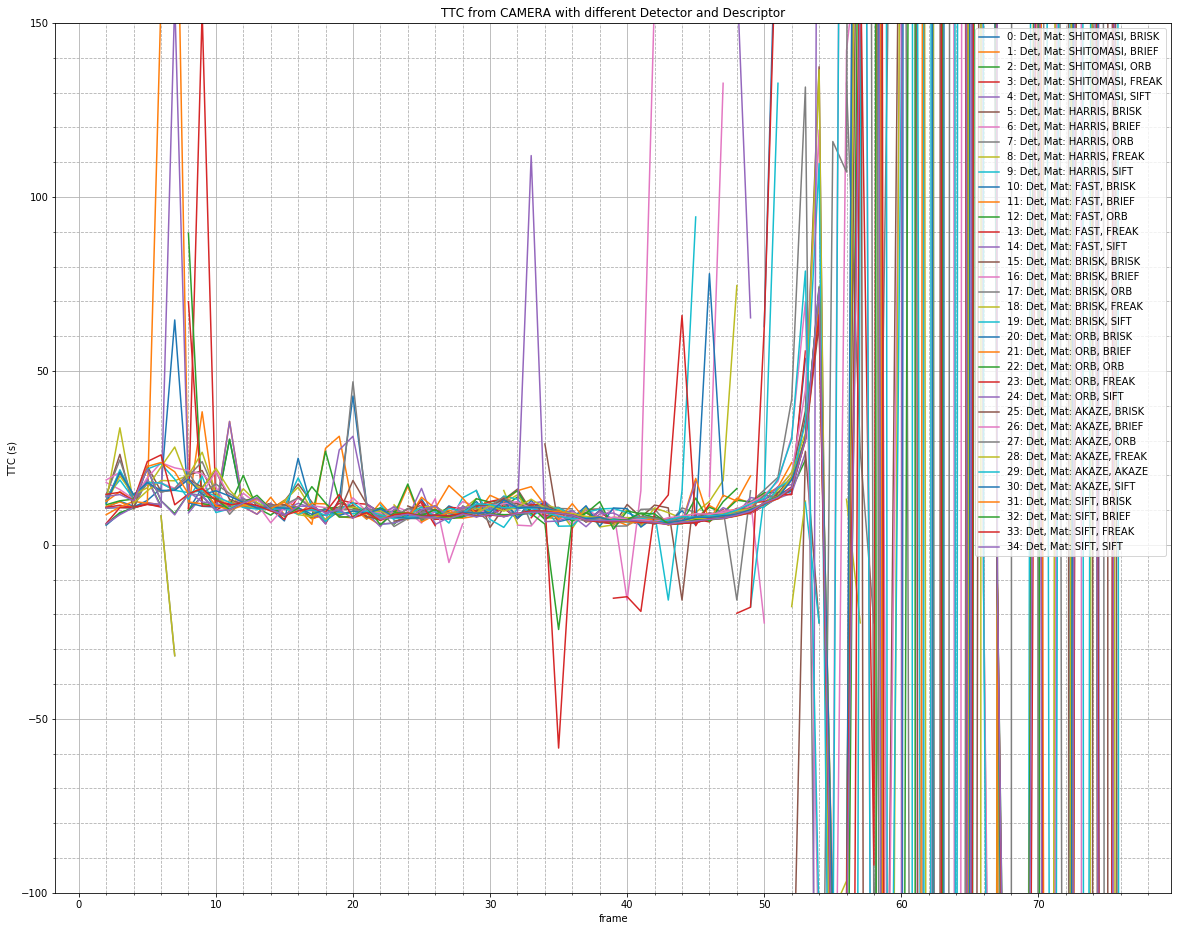 TTC from CAMERA with different Detector and Descriptor
150
100
50
0
−50
−100
TTC (s)
0: Det, Mat: SHITOMASI, BRISK
1: Det, Mat: SHITOMASI, BRIEF
2: Det, Mat: SHITOMASI, ORB
3: Det, Mat: SHITOMASI, FREAK
4: Det, Mat: SHITOMASI, SIFT
5: Det, Mat: HARRIS, BRISK
6: Det, Mat: HARRIS, BRIEF
7: Det, Mat: HARRIS, ORB
8: Det, Mat: HARRIS, FREAK
9: Det, Mat: HARRIS, SIFT
10: Det, Mat: FAST, BRISK
11: Det, Mat: FAST, BRIEF
12: Det, Mat: FAST, ORB
13: Det, Mat: FAST, FREAK
14: Det, Mat: FAST, SIFT
15: Det, Mat: BRISK, BRISK
16: Det, Mat: BRISK, BRIEF
17: Det, Mat: BRISK, ORB
18: Det, Mat: BRISK, FREAK
19: Det, Mat: BRISK, SIFT
20: Det, Mat: ORB, BRISK
21: Det, Mat: ORB, BRIEF
22: Det, Mat: ORB, ORB
23: Det, Mat: ORB, FREAK
24: Det, Mat: ORB, SIFT
25: Det, Mat: AKAZE, BRISK
26: Det, Mat: AKAZE, BRIEF
27: Det, Mat: AKAZE, ORB
28: Det, Mat: AKAZE, FREAK
29: Det, Mat: AKAZE, AKAZE
30: Det, Mat: AKAZE, SIFT
31: Det, Mat: SIFT, BRISK
32: Det, Mat: SIFT, BRIEF
33: Det, Mat: SIFT, FREAK
34: Det, Mat: SIFT, SIFT
0 10 20 30 40 50 60 70
frame